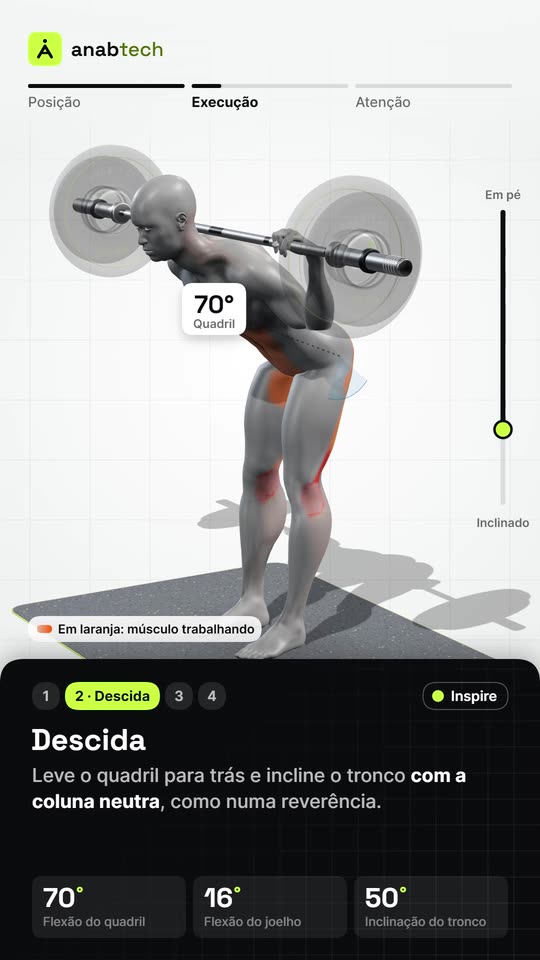 anabtech
Posição
Execução
Atenção
Em pé
70°
Quadril
Inclinado
Em laranja: músculo trabalhando
1
2 · Descida
3
4
Inspire
Descida
Leve o quadril para trás e incline o tronco com a
coluna neutra, como numa reverência.
70°
Flexão do quadril
16°
Flexão do joelho
50°
Inclinação do tronco